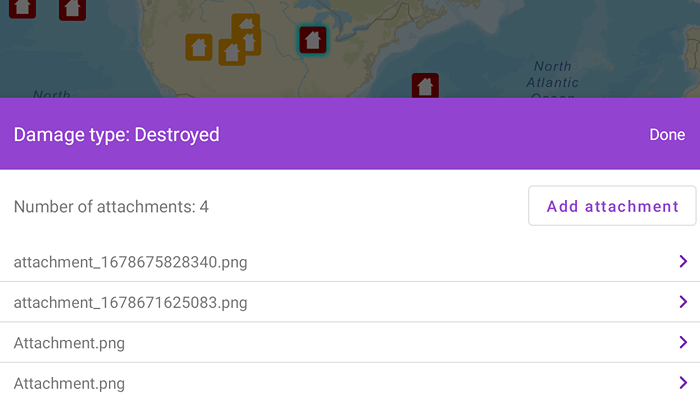 North
North
Atlantic
Ocean
Damage type: Destroyed
Done
Number of attachments: 4
Add attachment
attachment_1678675828340.png
attachment_1678671625083.png
Attachment.png
Attachment.png